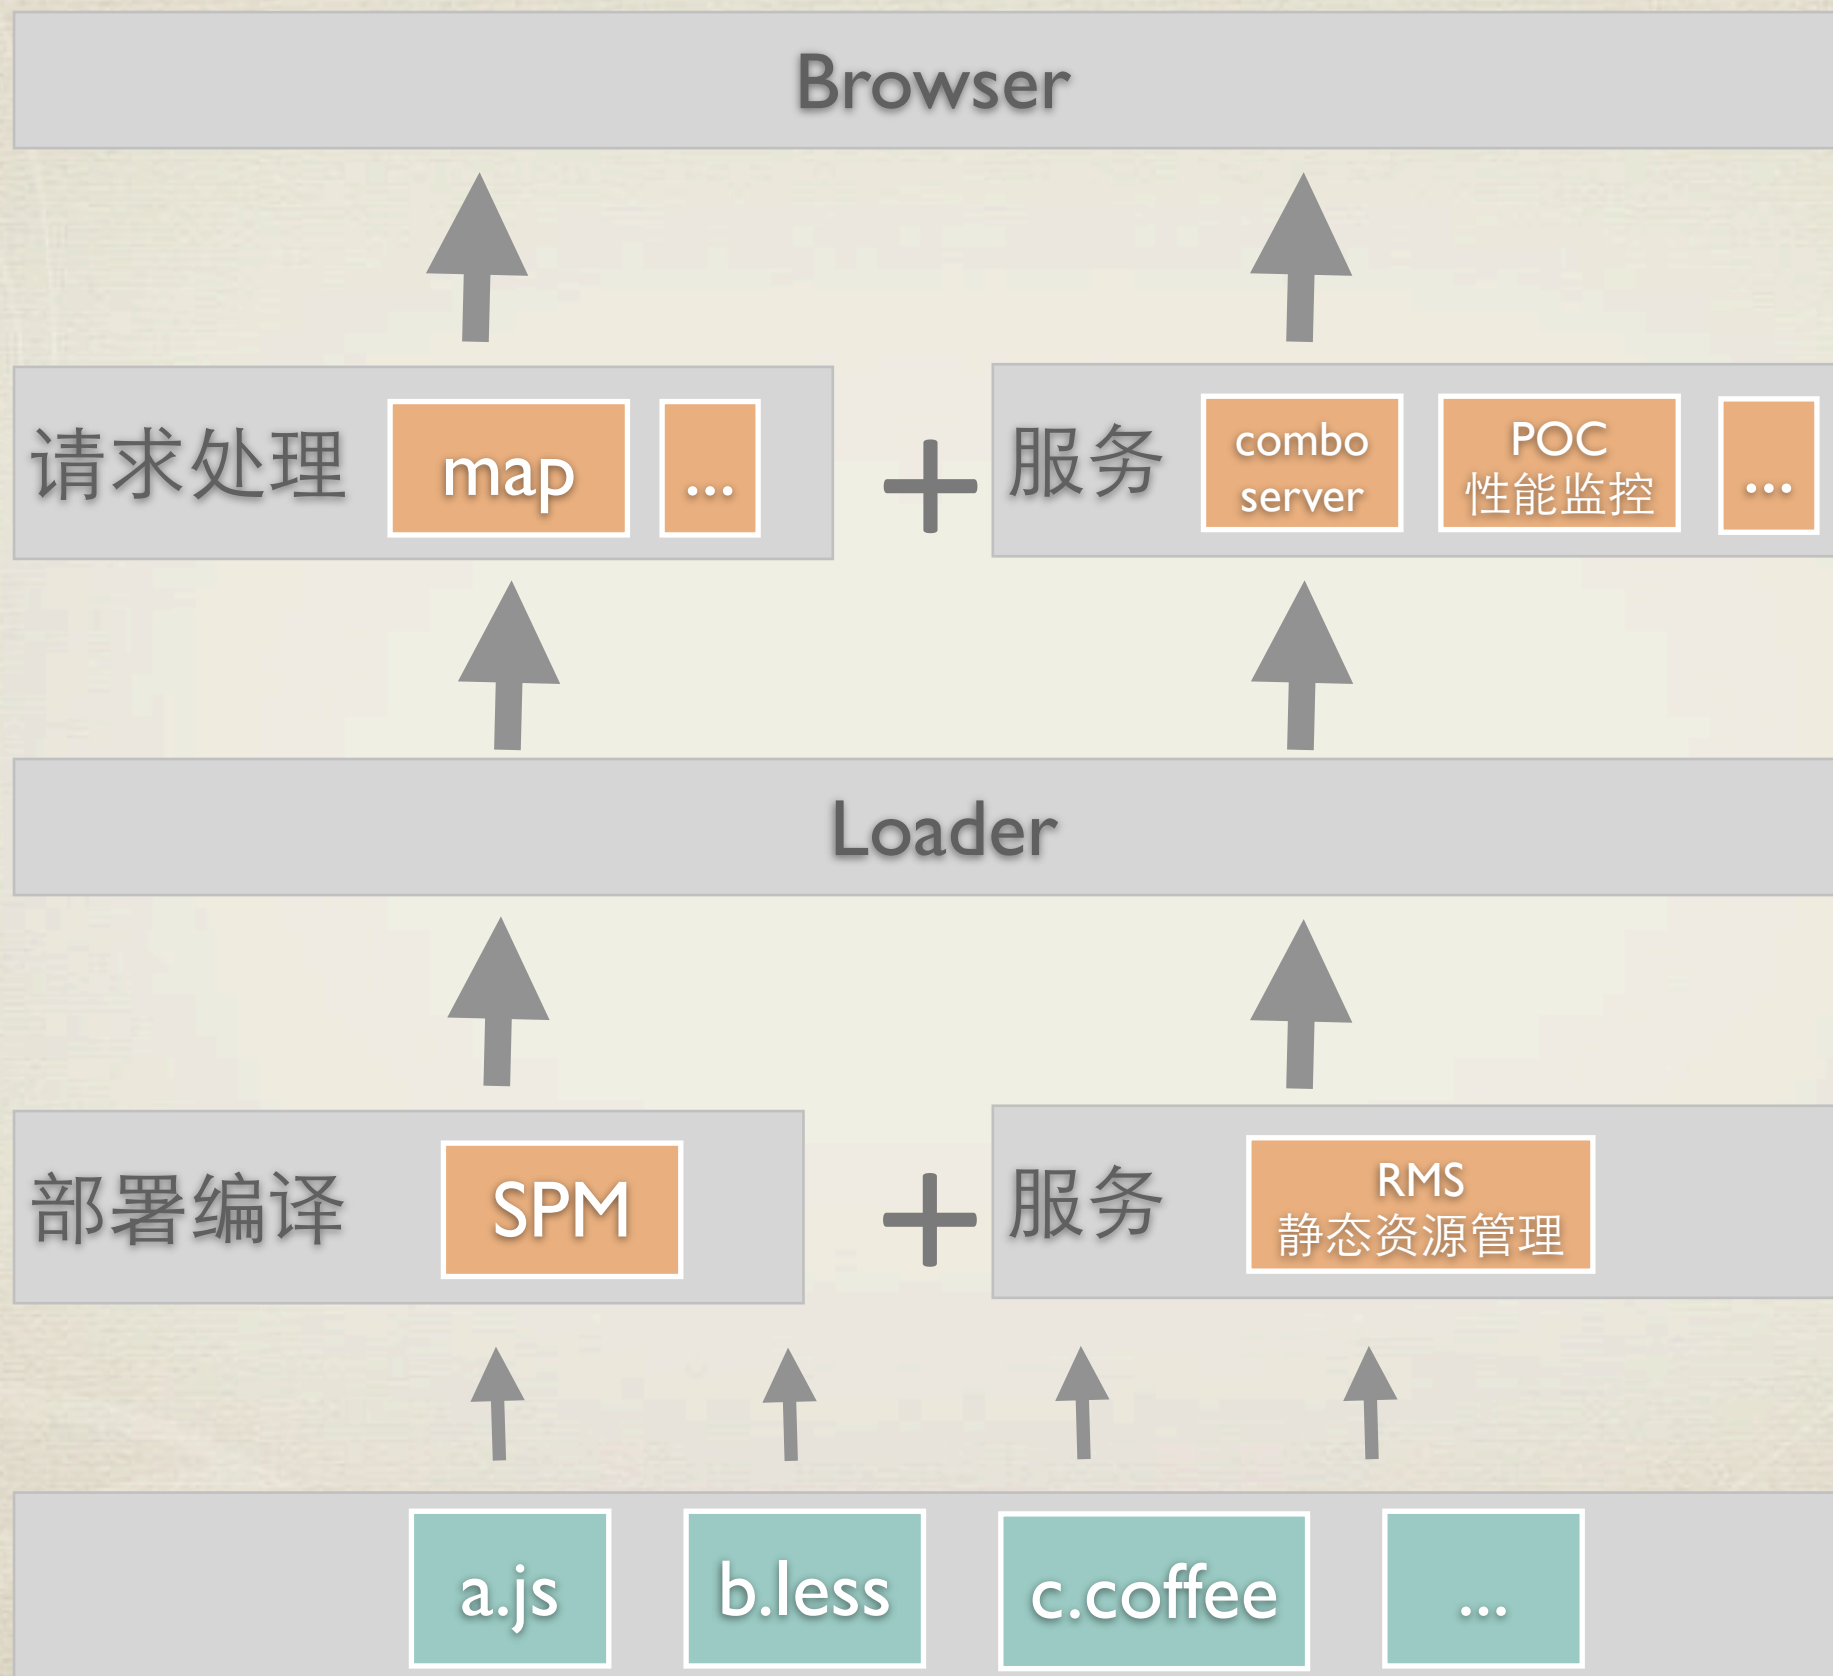 Browser
请求处理
map
...
+
服务
combo
server
POC
性能监控
...
Loader
部署编译
SPM
+
服务
RMS
静态资源管理
a.js
b.less
c.coffee
...